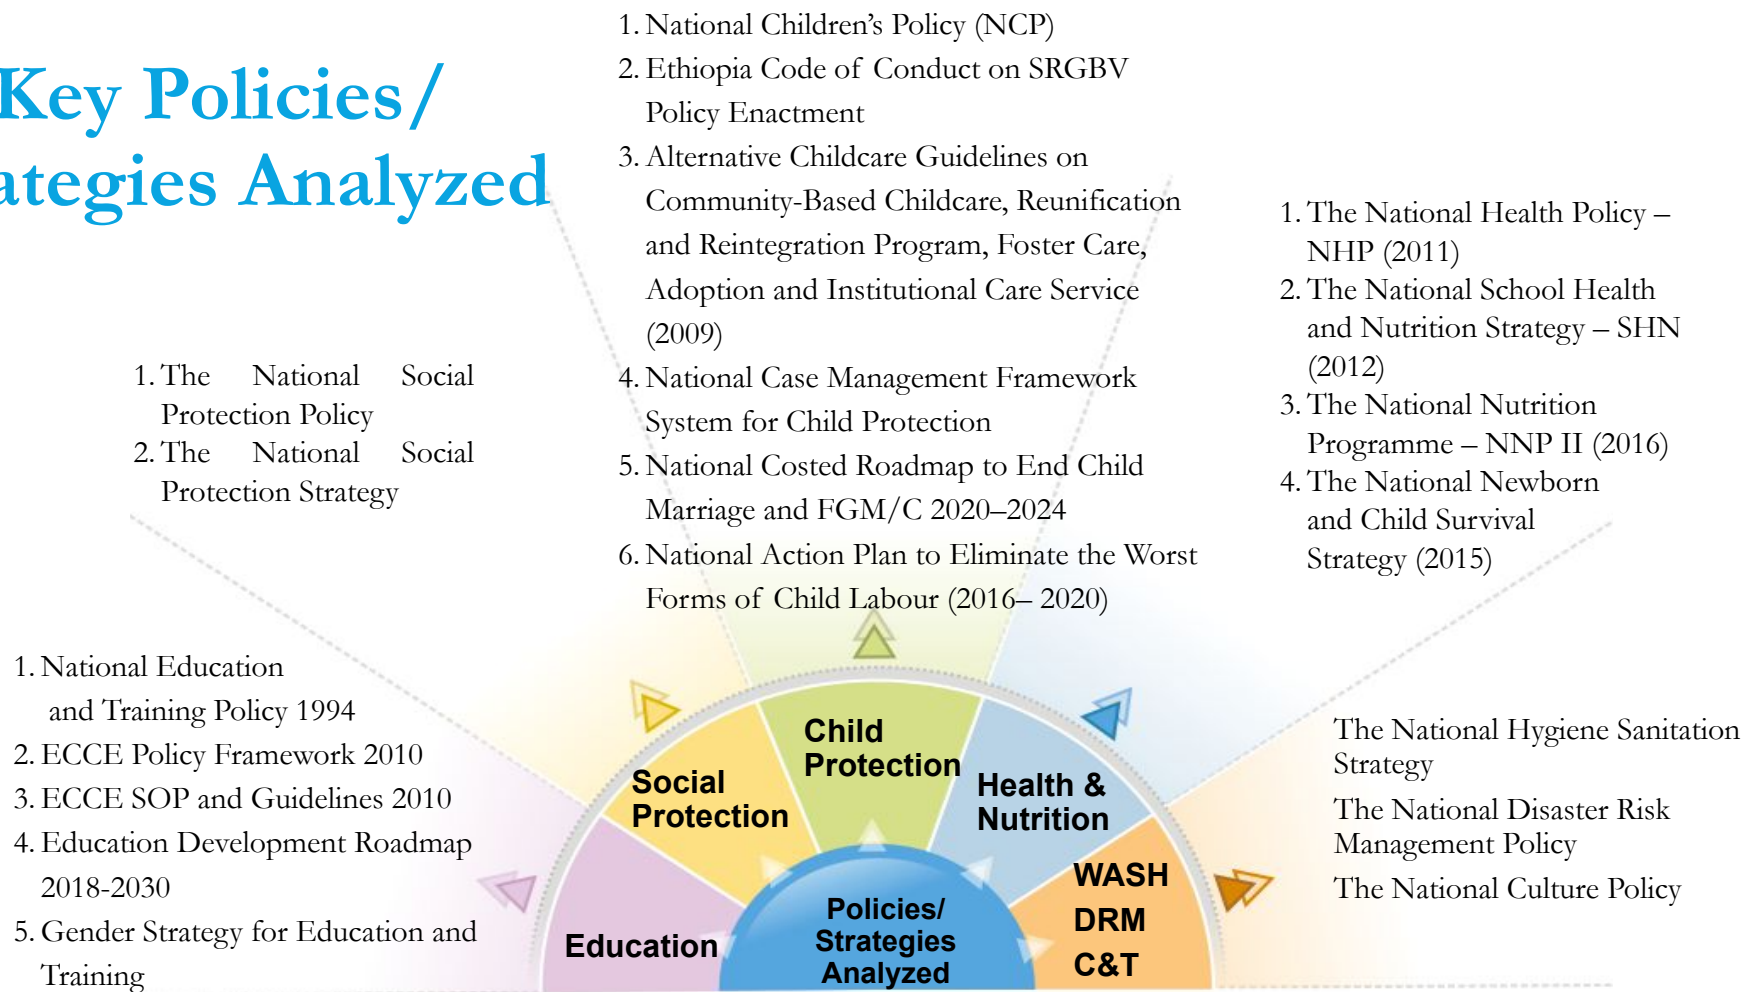 Key Policies/
ategies Analyzed
1. National Children's Policy (NCP)
2. Ethiopia Code of Conduct on SRGBV
Policy Enactment
3. Alternative Childcare Guidelines on
Community-Based Childcare, Reunification
and Reintegration Program, Foster Care,
Adoption and Institutional Care Service
(2009)
4. National Case Management Framework
System for Child Protection
5. National Costed Roadmap to End Child
Marriage and FGM/C 2020–2024
6. National Action Plan to Eliminate the Worst
Forms of Child Labour (2016– 2020)
1. The National Health Policy –
NHP (2011)
2. The National School Health
and Nutrition Strategy – SHN
(2012)
3. The National Nutrition
Programme – NNP II (2016)
4. The National Newborn
and Child Survival
Strategy (2015)
1. The National Social
Protection Policy
2. The National Social
Protection Strategy
1. National Education
and Training Policy 1994
2. ECCE Policy Framework 2010
3. ECCE SOP and Guidelines 2010
4. Education Development Roadmap
2018-2030
5. Gender Strategy for Education and
Training
The National Hygiene Sanitation
Strategy
The National Disaster Risk
Management Policy
The National Culture Policy
Education
Social
Protection
Child
Protection
Health &
Nutrition
WASH
DRM
C&T
Policies/
Strategies
Analyzed